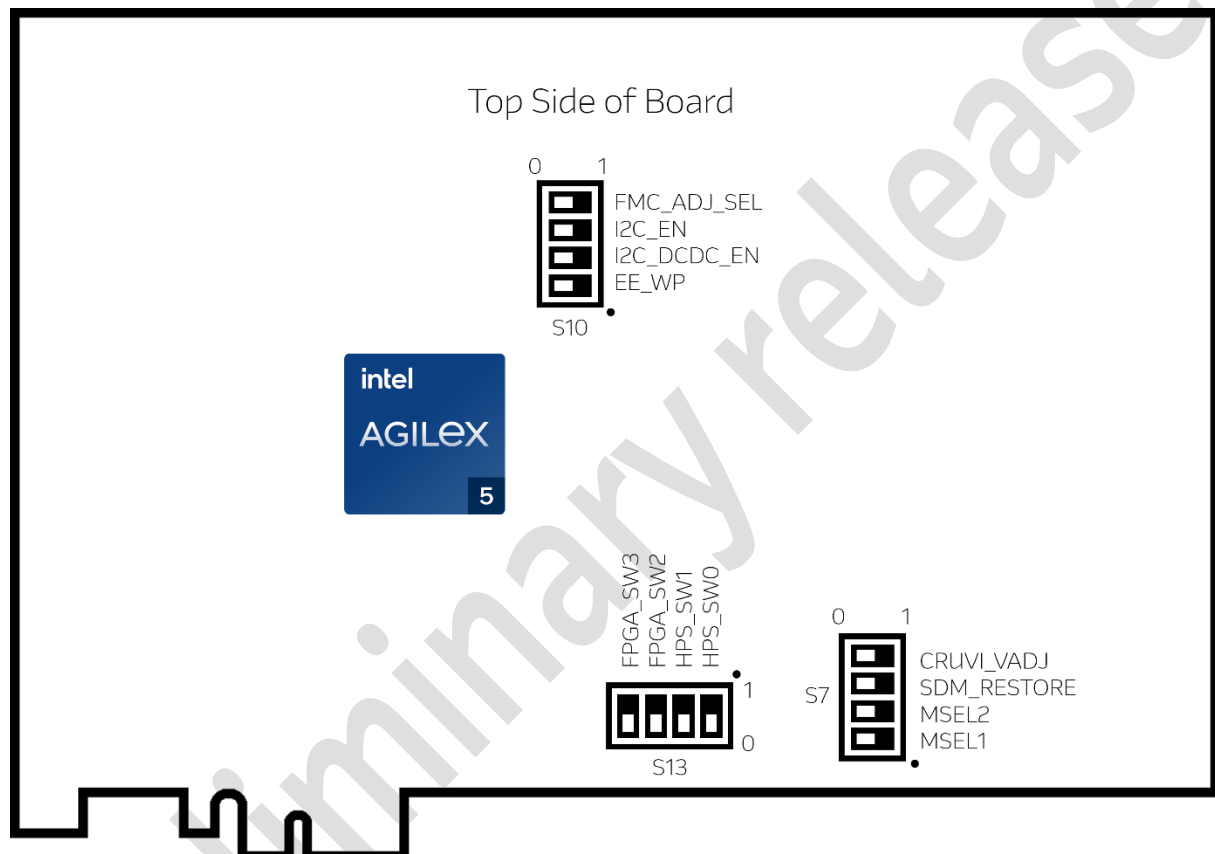 Top Side of Board
0 1
FMC_ADJ_SEL
I2C_EN
I2C_DCDC_EN
EE_WP
S10
intel
AGILEX
5
FPGA_SW3
FPGA_SW2
HPS_SW1
HPS_SW0
1
0
S13
0 1
S7
CRUVI_VADJ
SDM_RESTORE
MSEL2
MSEL1